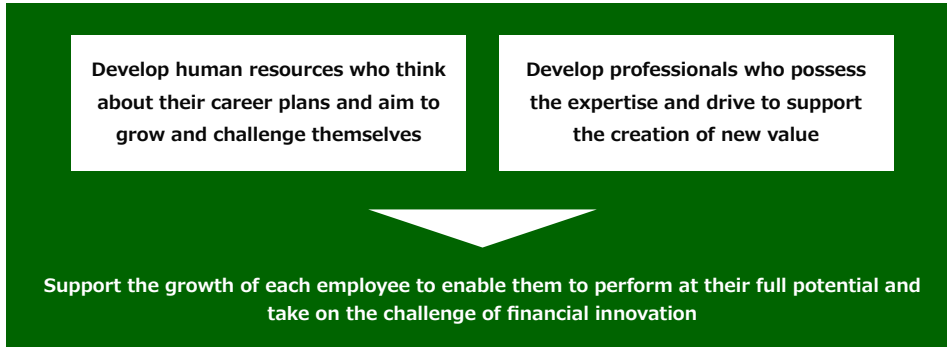 Develop human resources who think
about their career plans and aim to
grow and challenge themselves
Develop professionals who possess
the expertise and drive to support
the creation of new value
Support the growth of each employee to enable them to perform at their full potential and
take on the challenge of financial innovation